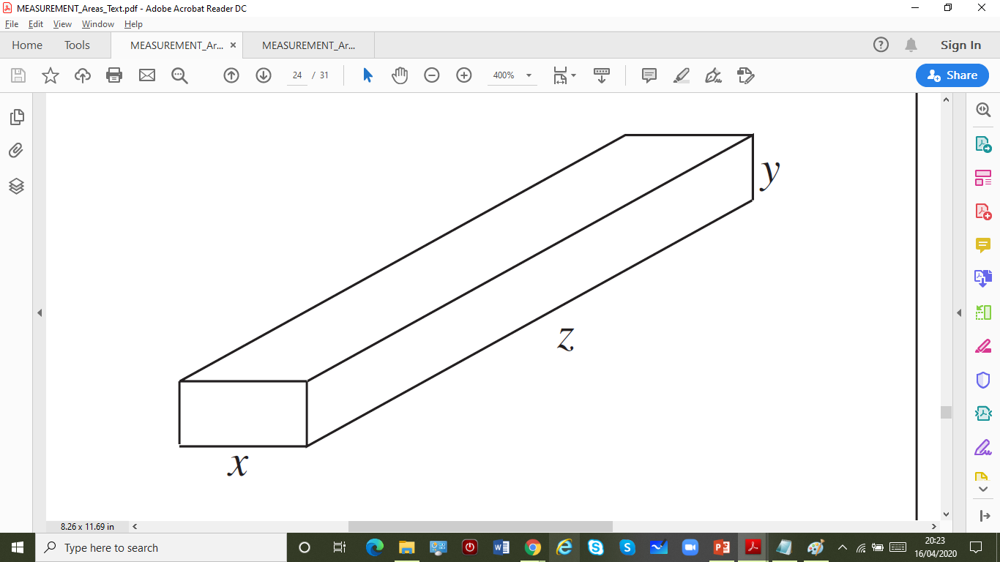 MEASUREMENT_Areas_Text.pdf - Adobe Acrobat Reader DC
File Edit View Window Help
Home Tools MEASUREMENT_Ar... × MEASUREMENT_Ar... Sign In
24 / 31 400% Share
y
z
x
8.26 x 11.69 in
Type here to search
20:23
16/04/2020